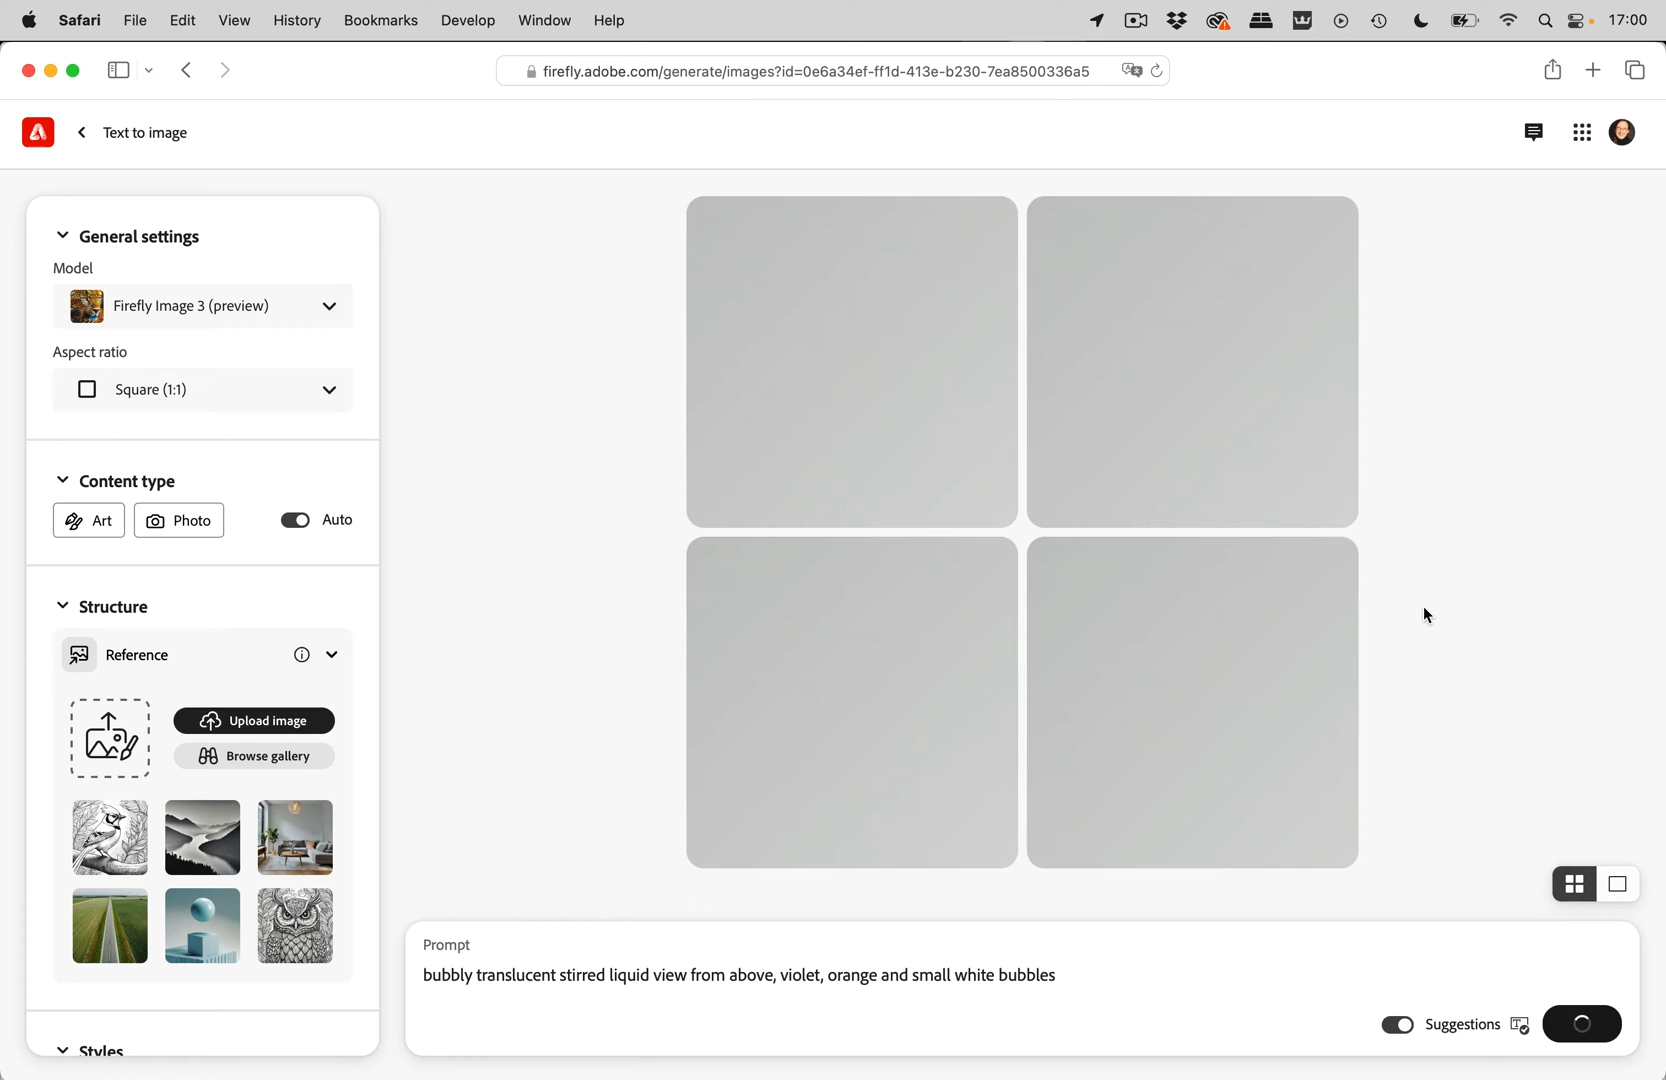 Safari File Edit View History Bookmarks Develop Window Help 17:00
firefly.adobe.com/generate/images?id=0e6a34ef-ff1d-413e-b230-7ea8500336a5
Text to image
General settings
Model
Firefly Image 3 (preview)
Aspect ratio
Square (1:1)
Content type
Art Photo Auto
Structure
Reference
Upload image
Browse gallery
Styles
Prompt
bubbly translucent stirred liquid view from above, violet, orange and small white bubbles
Suggestions